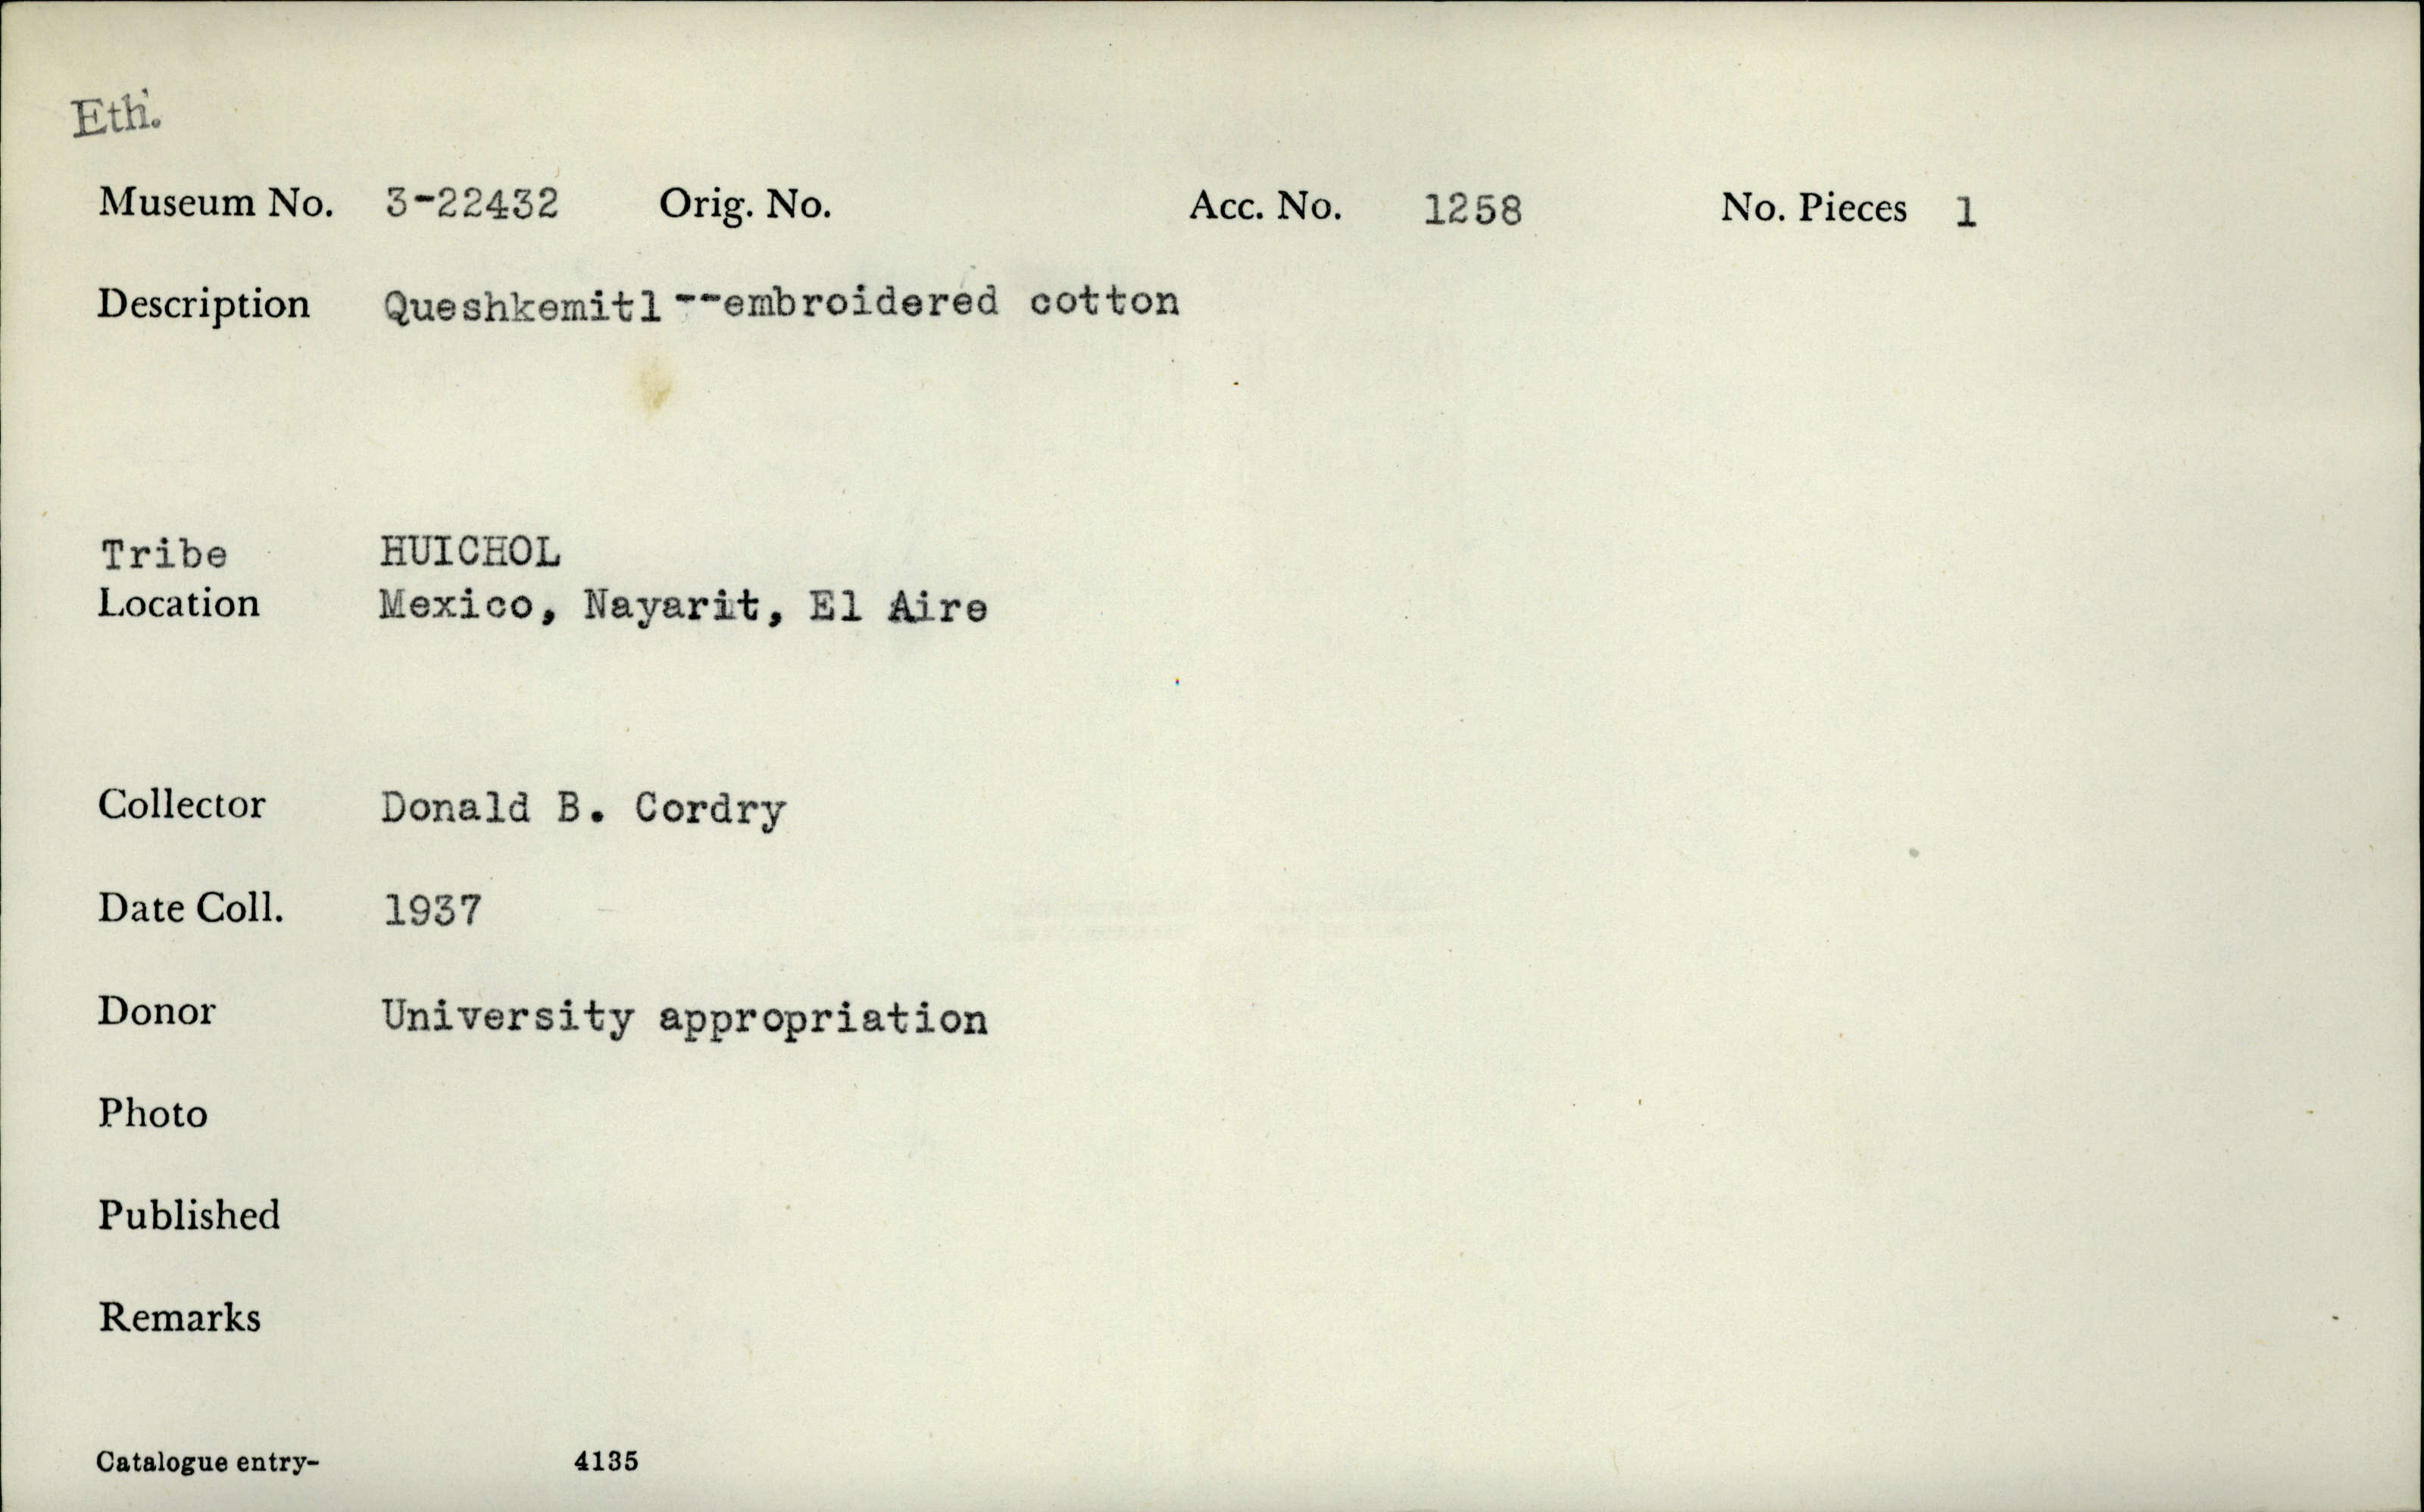 Eth.
Museum No. 3-22432 Orig. No. Acc. No. 1258 No. Pieces 1
Description Queshkemitl--embroidered cotton
Tribe HUICHOL
Location Mexico, Nayarit, El Aire
Collector Donald B. Cordry
Date Coll. 1937
Donor University appropriation
Photo
Published
Remarks
Catalogue entry- 4135